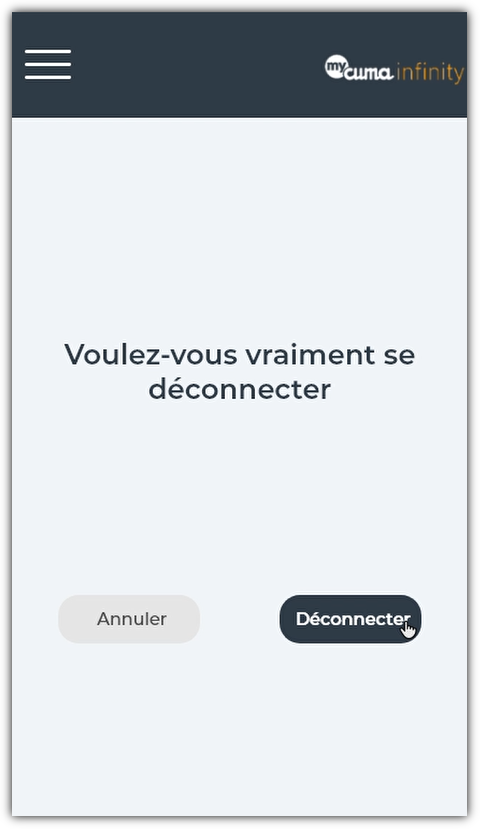 mycuma infinity
Voulez-vous vraiment se
déconnecter
Annuler
Déconnecter